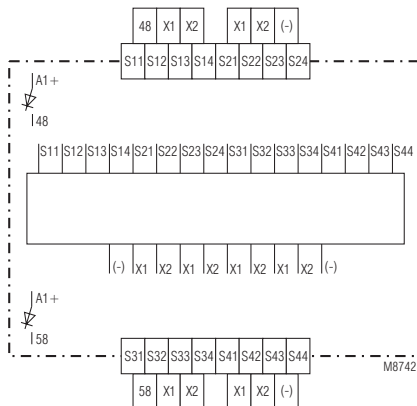 48 X1 X2 X1 X2 (-)
S11 S12 S13 S14 S21 S22 S23 S24
A1+
48
S11 S12 S13 S14 S21 S22 S23 S24 S31 S32 S33 S34 S41 S42 S43 S44
(-) X1 X2 X1 X2 X1 X2 X1 X2 (-)
A1+
58
S31 S32 S33 S34 S41 S42 S43 S44
M8742
58 X1 X2 X1 X2 (-)